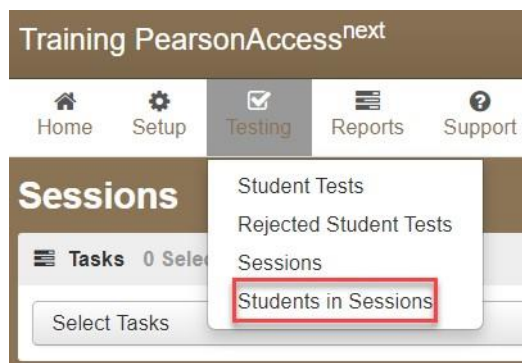 Training PearsonAccessnext
Home Setup Testing Reports Support
Sessions
Student Tests
Rejected Student Tests
Tasks 0 Sele
Sessions
Students in Sessions
Select Tasks